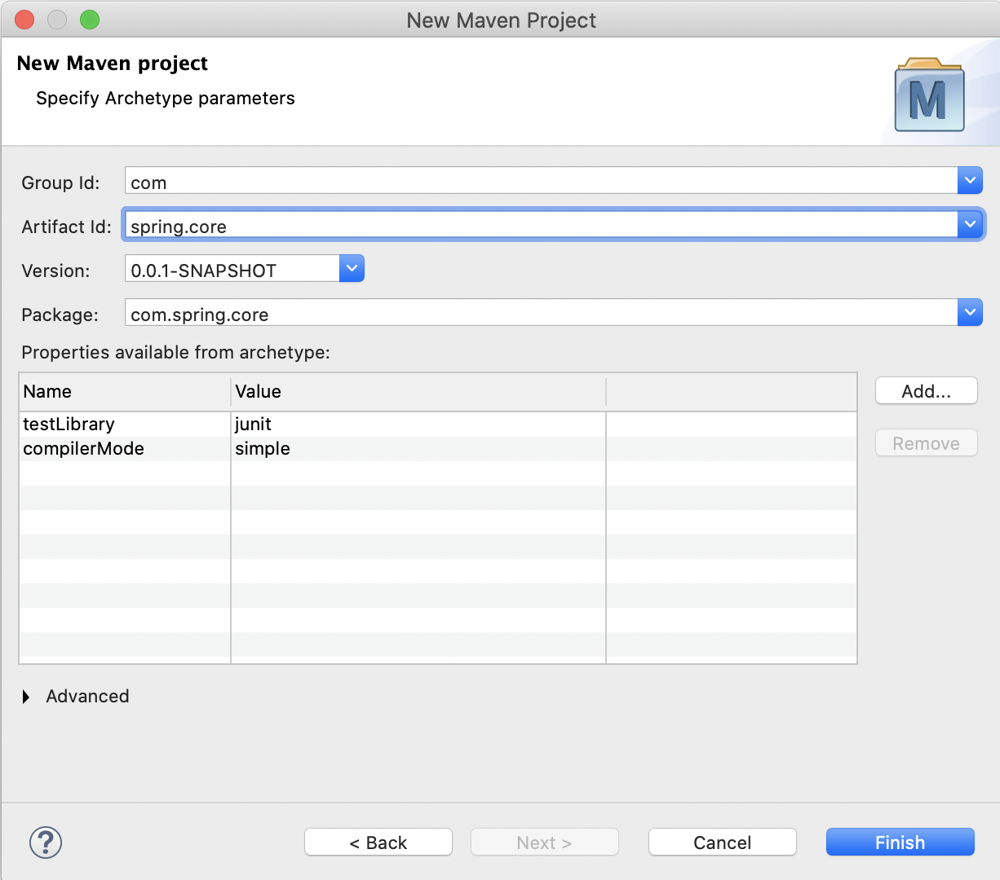 New Maven Project
New Maven project
Specify Archetype parameters
M
Group Id: com
Artifact Id: spring.core
Version: 0.0.1-SNAPSHOT
Package: com.spring.core
Properties available from archetype:
Name Value
Add...
testLibrary junit
compilerMode simple
Remove
Advanced
? < Back Next > Cancel Finish